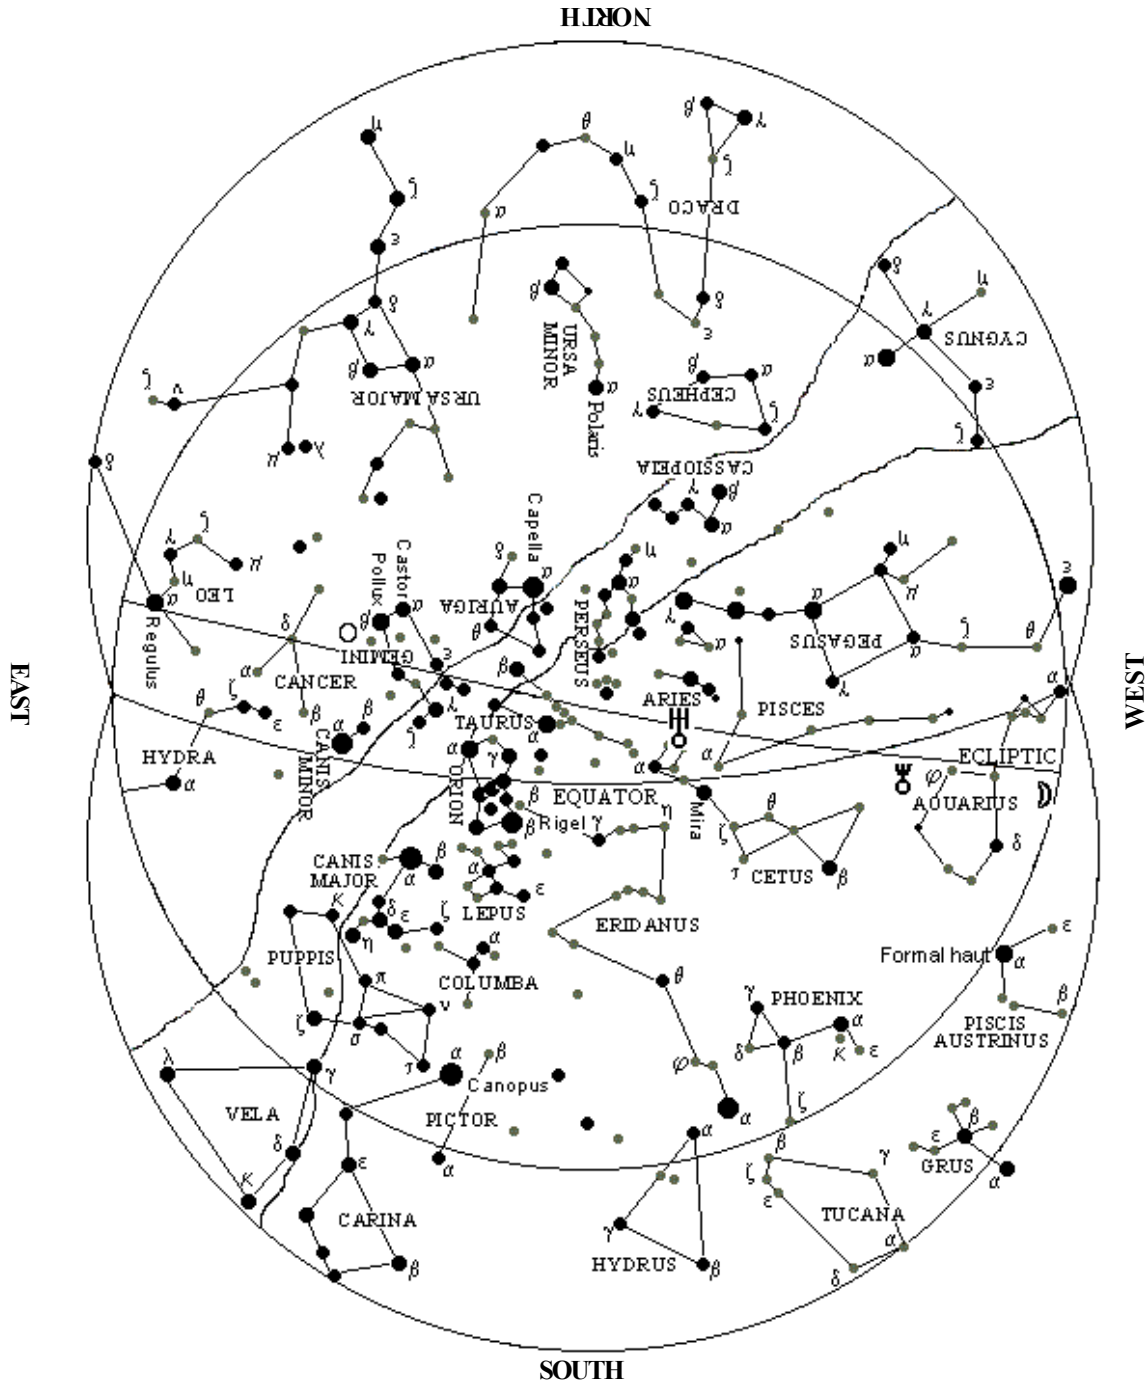 NORTH
DRACO
CYGNUS
URSA
MINOR
URSA MAJOR
CEPHEUS
Polaris
CASSIOPEIA
Capella
Castor
Pollux
LEO
Regulus
AURIGA
PERSEUS
PEGASUS
GEMINI
CANCER
TAURUS
ARIES
PISCES
EAST
WEST
HYDRA
CANIS
MINOR
ORION
ECLIPTIC
EQUATOR
AQUARIUS
Rigel
Mira
CANIS
MAJOR
LEPUS
CETUS
ERIDANUS
PUPPIS
COLUMBA
Formal haut
PHOENIX
PISCIS
AUSTRINUS
Canopus
VELA
PICTOR
GRUS
CARINA
TUCANA
HYDRUS
SOUTH